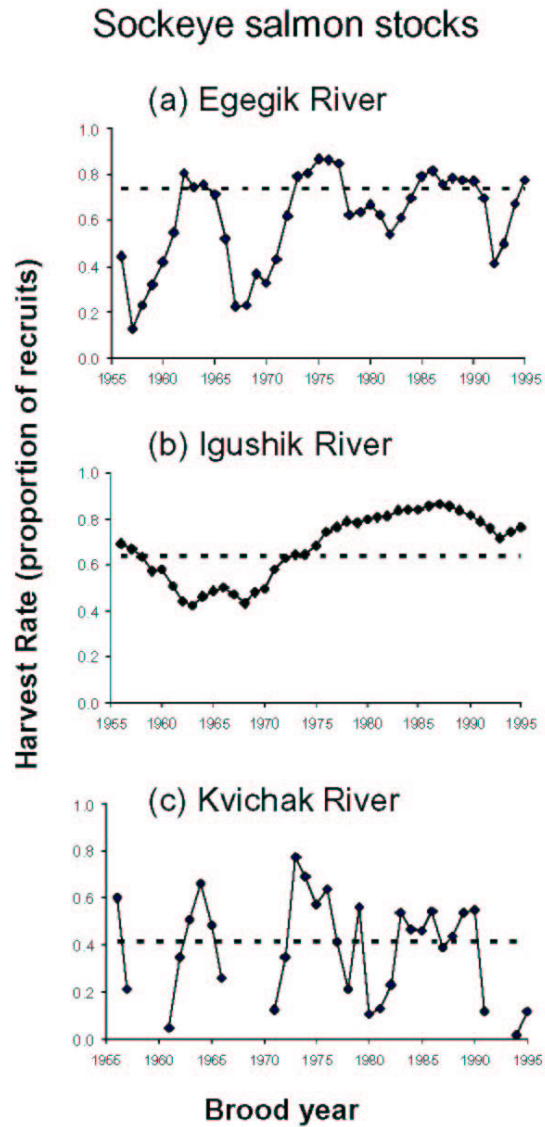 Sockeye salmon stocks
(a) Egegik River
1.0
0.8
0.6
0.4
0.2
0.0
1955 1960 1965 1970 1975 1980 1985 1990 1995
Harvest Rate (proportion of recruits)
(b) Igushik River
1.0
0.8
0.6
0.4
0.2
0.0
1955 1960 1965 1970 1975 1980 1985 1990 1995
(c) Kvichak River
1.0
0.8
0.6
0.4
0.2
0.0
1955 1960 1965 1970 1975 1980 1985 1990 1995
Brood year